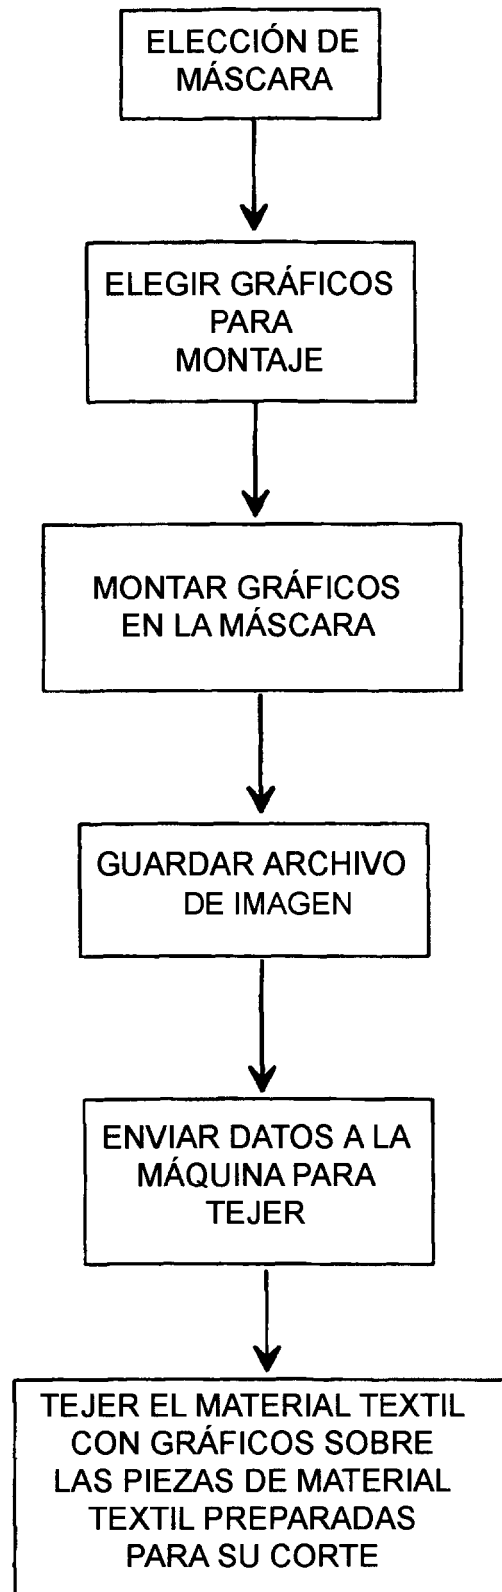 ELECCIÓN DE
MÁSCARA
ELEGIR GRÁFICOS
PARA
MONTAJE
MONTAR GRÁFICOS
EN LA MÁSCARA
GUARDAR ARCHIVO
DE IMAGEN
ENVIAR DATOS A LA
MÁQUINA PARA
TEJER
TEJER EL MATERIAL TEXTIL
CON GRÁFICOS SOBRE
LAS PIEZAS DE MATERIAL
TEXTIL PREPARADAS
PARA SU CORTE